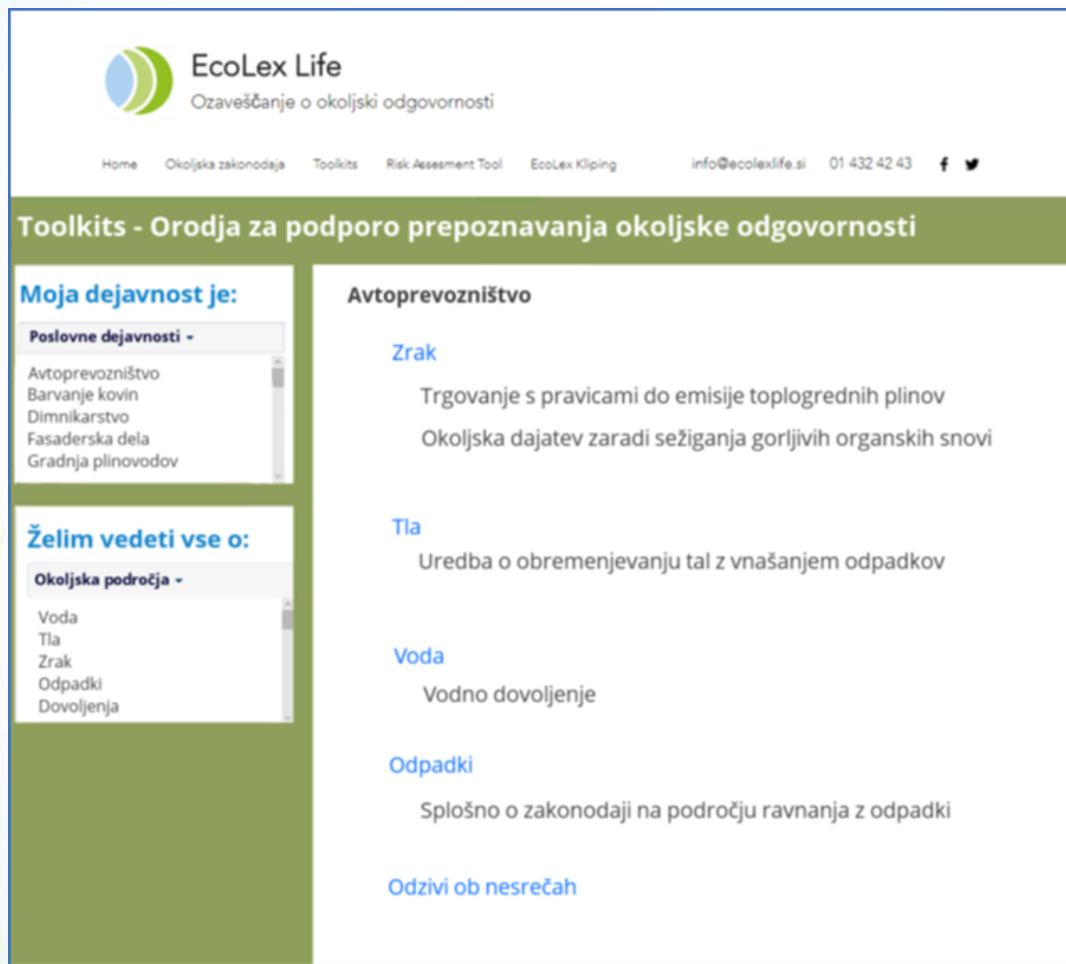 EcoLex Life
Ozaveščanje o okoljski odgovornosti
Home Okoljska zakonodaja Toolkits Risk Assesment Tool EcoLex Kliping info@ecolexlife.si 01 432 42 43
Toolkits - Orodja za podporo prepoznavanja okoljske odgovornosti
Moja dejavnost je:
Poslovne dejavnosti
Avtoprevozništvo
Barvanje kovin
Dimnikarstvo
Fasaderska dela
Gradnja plinovodov
Želim vedeti vse o:
Okoljska področja
Voda
Tla
Zrak
Odpadki
Dovoljenja
Avtoprevozništvo
Zrak
Trgovanje s pravicami do emisije toplogrednih plinov
Okoljska dajatev zaradi sežiganja gorljivih organskih snovi
Tla
Uredba o obremenjevanju tal z vnašanjem odpadkov
Voda
Vodno dovoljenje
Odpadki
Splošno o zakonodaji na področju ravnanja z odpadki
Odzivi ob nesrečah